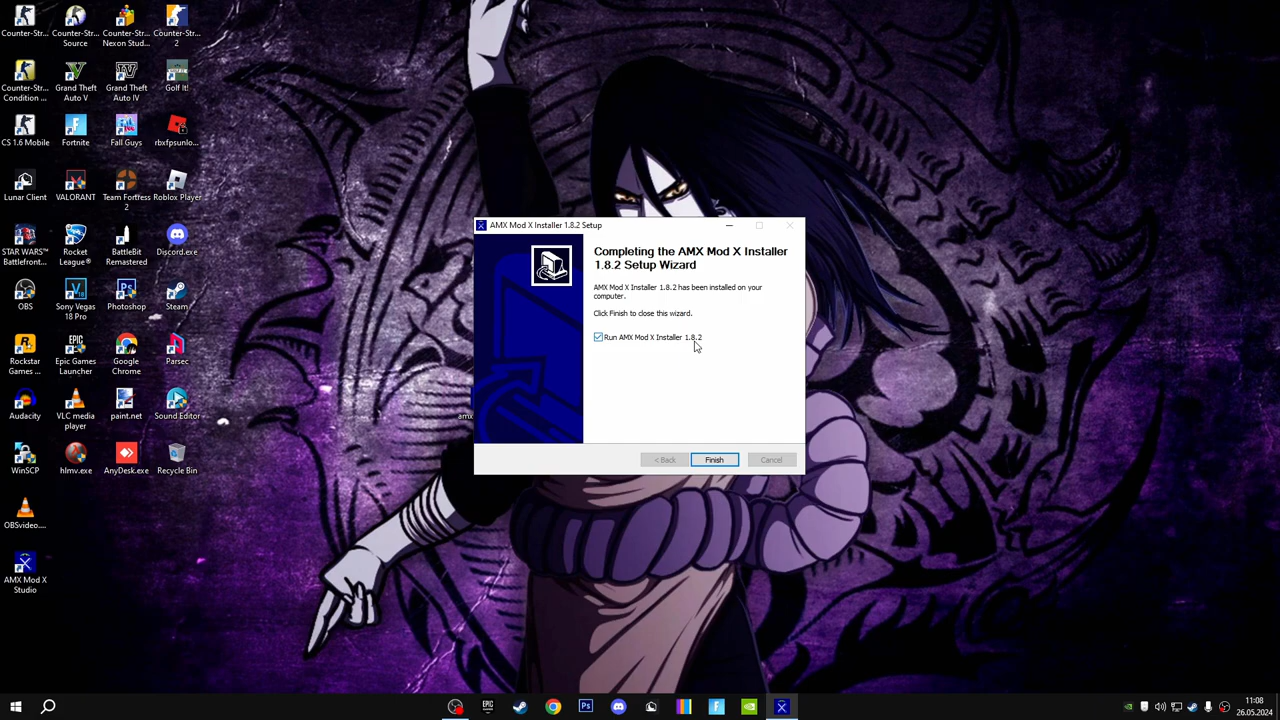 Counter-Str...
Counter-Str...
Source
Counter-Str...
Nexon Stud...
Counter-Str...
2
Counter-Str...
Condition ...
Grand Theft
Auto V
Grand Theft
Auto IV
Golf It!
CS 1.6 Mobile
Fortnite
Fall Guys
rbxfpsunlo...
Lunar Client
VALORANT
Team Fortress
2
Roblox Player
STAR WARS™
Battlefront...
Rocket
League®
BattleBit
Remastered
Discord.exe
OBS
Sony Vegas
18 Pro
Photoshop
Steam
Rockstar
Games ...
Epic Games
Launcher
Google
Chrome
Parsec
Audacity
VLC media
player
paint.net
Sound Editor
WinSCP
hlmv.exe
AnyDesk.exe
Recycle Bin
OBSvideo....
AMX Mod X
Studio
amx
AMX Mod X Installer 1.8.2 Setup
Completing the AMX Mod X Installer
1.8.2 Setup Wizard
AMX Mod X Installer 1.8.2 has been installed on your
computer.
Click Finish to close this wizard.
Run AMX Mod X Installer 1.8.2
< Back
Finish
Cancel
EPIC
Ps
11:08
26.05.2024